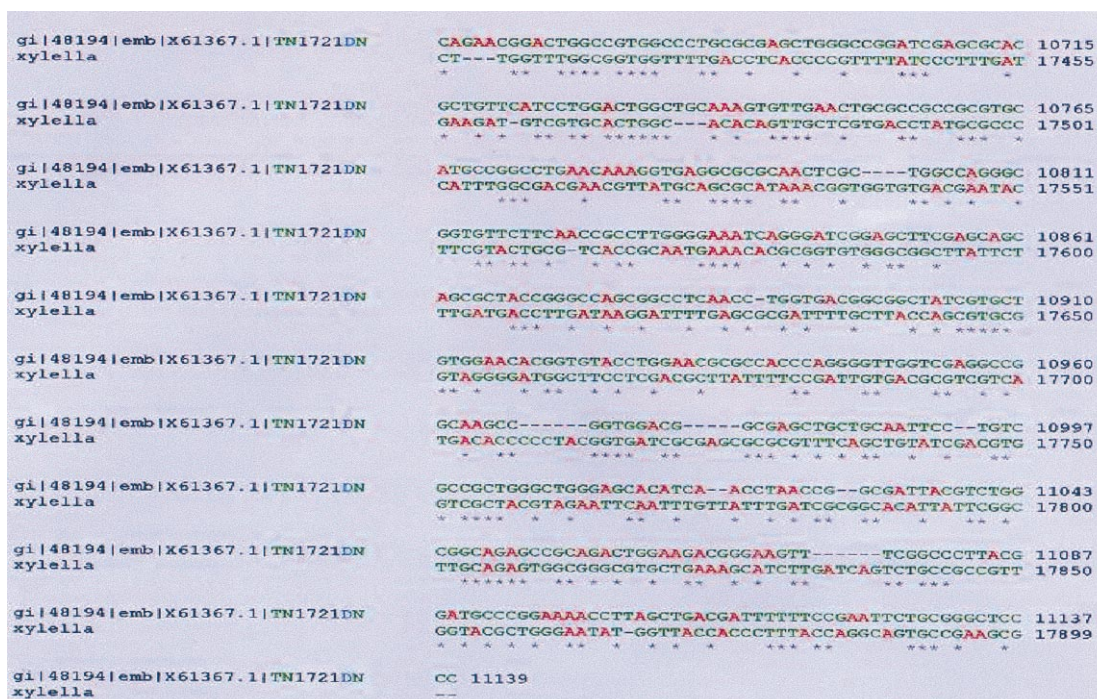 gi|48194|emb|X61367.1|TN1721DN CAGAACGGACTGGCCGTGGCCCTGCGCGAGCTGGGCCGGATCGAGCGCAC 10715
xylella CT---TGGTTTGGCGGTGGTTTTGACCTCACCCCCGTTTTATCCCTTTGAT 17455
gi|48194|emb|X61367.1|TN1721DN GCTGTTCATCCTGGACTGGCTGCAAAGTGTTGAACTGCGCCGCCGCGTGC 10765
xylella GAAGAT-GTCGTGCACTGGC---ACACAGTTGCTCGTGACCTATGCGCCC 17501
gi|48194|emb|X61367.1|TN1721DN ATGCCGGCCTGAACAAAGGTGAGGCGCGCAACTCGC----TGGCCAGGGC 10811
xylella CATTTGGCGACGAACGTTATGCAGCGCATAAACGGTGGTGTGACGAATAC 17551
gi|48194|emb|X61367.1|TN1721DN GGTGTTCTTCAACCGCCTTGGGGAAATCAGGGATCGGAGCTTCGAGCAGC 10861
xylella TTCGTACTGCG-TCACCGCAATGAAACACGCGGTGTGGGCGGCTTATTCT 17600
gi|48194|emb|X61367.1|TN1721DN AGCGCTACCGGGCCAGCGGCCTCAACC-TGGTGACGGCGGCTATCGTGCT 10910
xylella TTGATGACCTTGATAAGGATTTTGAGCGCGATTTTGCTTACCAGCGTGCG 17650
gi|48194|emb|X61367.1|TN1721DN GTGGAACACGGTGTACCTGGAACGCGCCACCCAGGGGTTGGTCGAGGCCG 10960
xylella GTAGGGGATGGCTTCCTCGACGCTTATTTTTCCGATTGTGACGCGTCGTCA 17700
gi|48194|emb|X61367.1|TN1721DN GCAAGCC------GGTGGACG-----GCGAGCTGCTGCAATTCC--TGTC 10997
xylella TGACACCCCCTACGGTGATCGCGAGCGCGCGTTTCAGCTGTATCGACGTG 17750
gi|48194|emb|X61367.1|TN1721DN GCCGCTGGGCTGGGAGCACATCA--ACCTAACCG--GCGATTACGTCTGG 11043
xylella GTCGCTACGTAGAATTCAATTTGTTATTTGATCGCGGCACATTATTCGGC 17800
gi|48194|emb|X61367.1|TN1721DN CGGCAGAGCCGCAGACTGGAAGACGGGAAGTT------TCGGCCCTTACG 11087
xylella TTGCAGAGTGGCGGGCGTGCTGAAAGCATCTTGATCAGTCTGCCGCCGTT 17850
gi|48194|emb|X61367.1|TN1721DN GATGCCCGGAAAACCTTAGCTGACGATTTTTTTCCGAATTCTGCGGGCTCC 11137
xylella GGTACGCTGGGAATAT-GGTTACCACCCTTTACCAGGCAGTGCCGAAGCG 17899
gi|48194|emb|X61367.1|TN1721DN CC 11139
xylella --